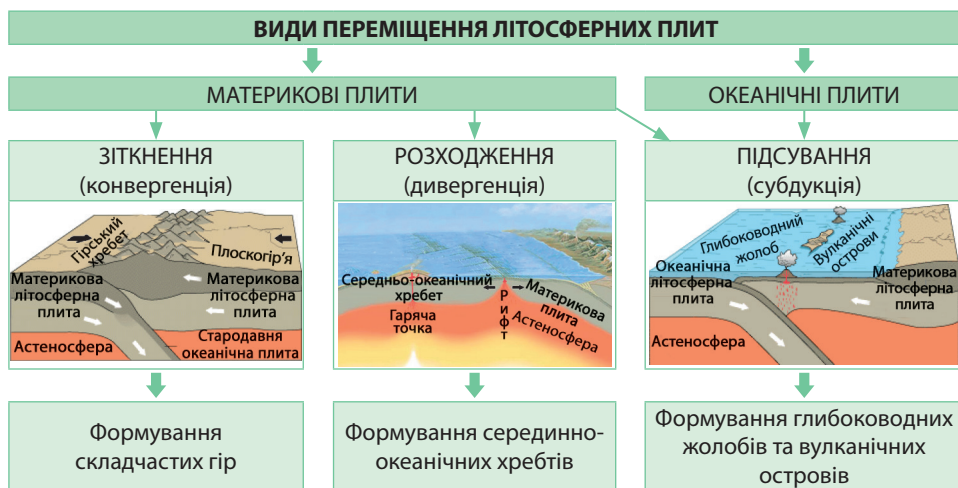 ВИДИ ПЕРЕМІЩЕННЯ ЛІТОСФЕРНИХ ПЛИТ
МАТЕРИКОВІ ПЛИТИ
ОКЕАНІЧНІ ПЛИТИ
ЗІТКНЕННЯ
(конвергенція)
Гірський
хребет
Плоскогір’я
Материкова
літосферна
плита
Материкова
літосферна
плита
Астеносфера
Стародавня
океанічна плита
Формування
складчастих гір
РОЗХОДЖЕННЯ
(дивергенція)
Середньо-океанічний
хребет
Гаряча
точка
Рифт
Материкова
плита
Астеносфера
Формування серединно-
океанічних хребтів
ПІДСУВАННЯ
(субдукція)
Глибоководний
жолоб
Вулканічні
острови
Океанічна
літосферна
плита
Материкова
літосферна
плита
Астеносфера
Формування глибоководних
жолобів та вулканічних
островів